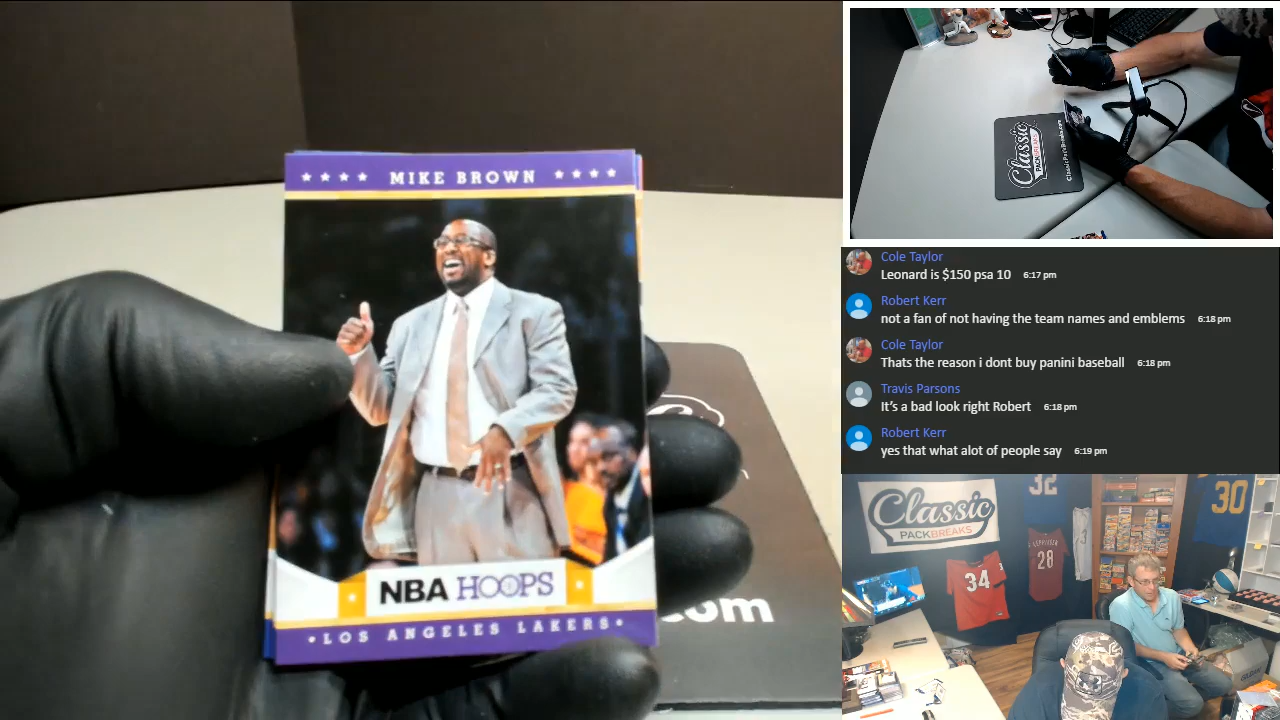 MIKE BROWN
NBA HOOPS
LOS ANGELES LAKERS
.com
Classic
PACK BREAKS
ClassicPackBreaks.com
Cole Taylor
Leonard is $150 psa 10 6:17 pm
Robert Kerr
not a fan of not having the team names and emblems 6:18 pm
Cole Taylor
Thats the reason i dont buy panini baseball 6:18 pm
Travis Parsons
It's a bad look right Robert 6:18 pm
Robert Kerr
yes that what alot of people say 6:19 pm
Classic
PACKBREAKS
32
30
28
34